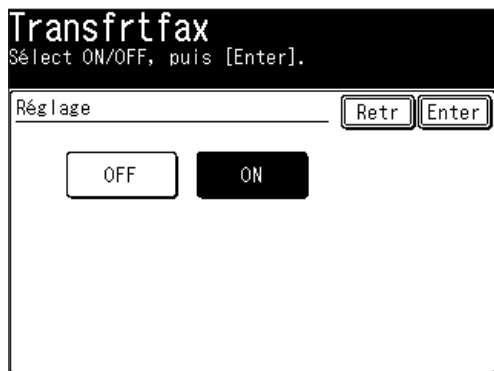 Transfrtfax
Sélect ON/OFF, puis [Enter].
Réglage
Retr
Enter
OFF
ON